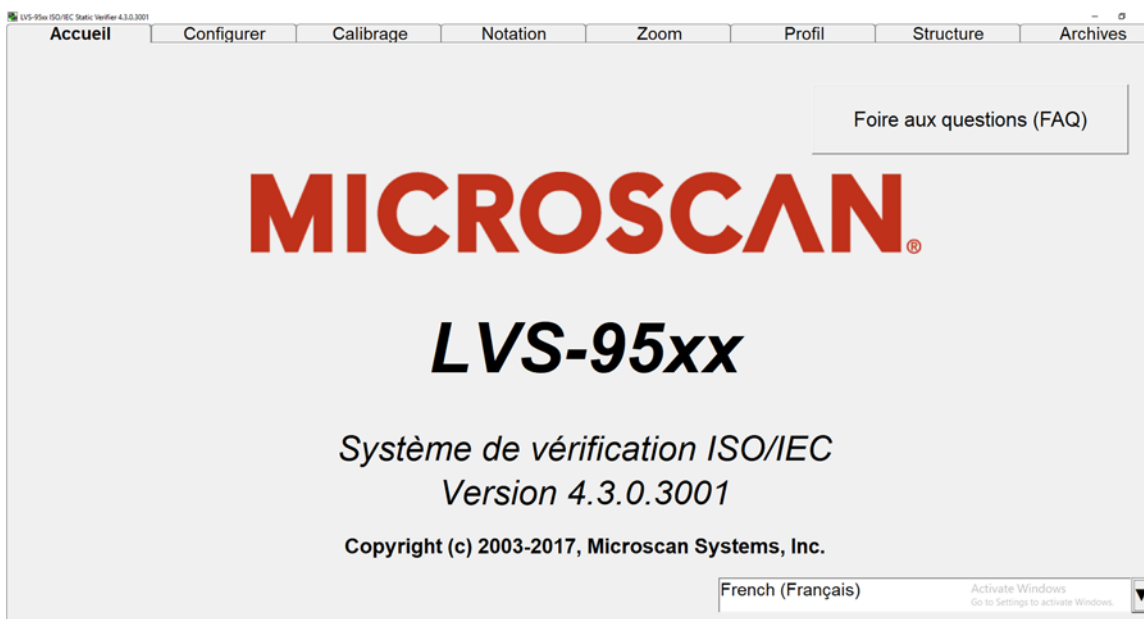 LVS-95xx ISO/IEC Static Verifier 4.3.0.3001
Accueil Configurer Calibrage Notation Zoom Profil Structure Archives
Foire aux questions (FAQ)
MICROSCAN®
LVS-95xx
Système de vérification ISO/IEC
Version 4.3.0.3001
Copyright (c) 2003-2017, Microscan Systems, Inc.
French (Français)
Activate Windows
Go to Settings to activate Windows.